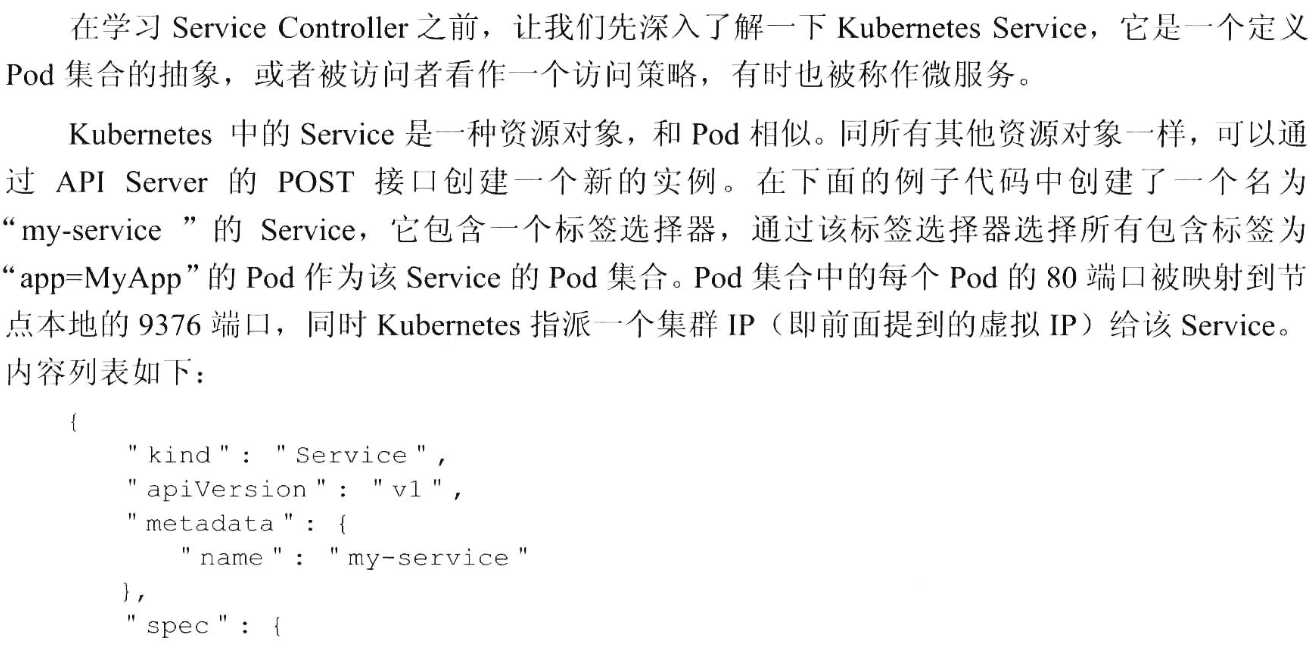 在学习 Service Controller 之前，让我们先深入了解一下 Kubernetes Service，它是一个定义
Pod 集合的抽象，或者被访问者看作一个访问策略，有时也被称作微服务。
Kubernetes 中的 Service 是一种资源对象，和 Pod 相似。同所有其他资源对象一样，可以通
过 API Server 的 POST 接口创建一个新的实例。在下面的例子代码中创建了一个名为
“my-service ”的 Service，它包含一个标签选择器，通过该标签选择器选择所有包含标签为
“app=MyApp”的 Pod 作为该 Service 的 Pod 集合。Pod 集合中的每个 Pod 的 80 端口被映射到节
点本地的 9376 端口，同时 Kubernetes 指派一个集群 IP（即前面提到的虚拟 IP）给该 Service。
内容列表如下：
{
"kind": "Service",
"apiVersion": "v1",
"metadata": {
"name": "my-service"
},
"spec": {